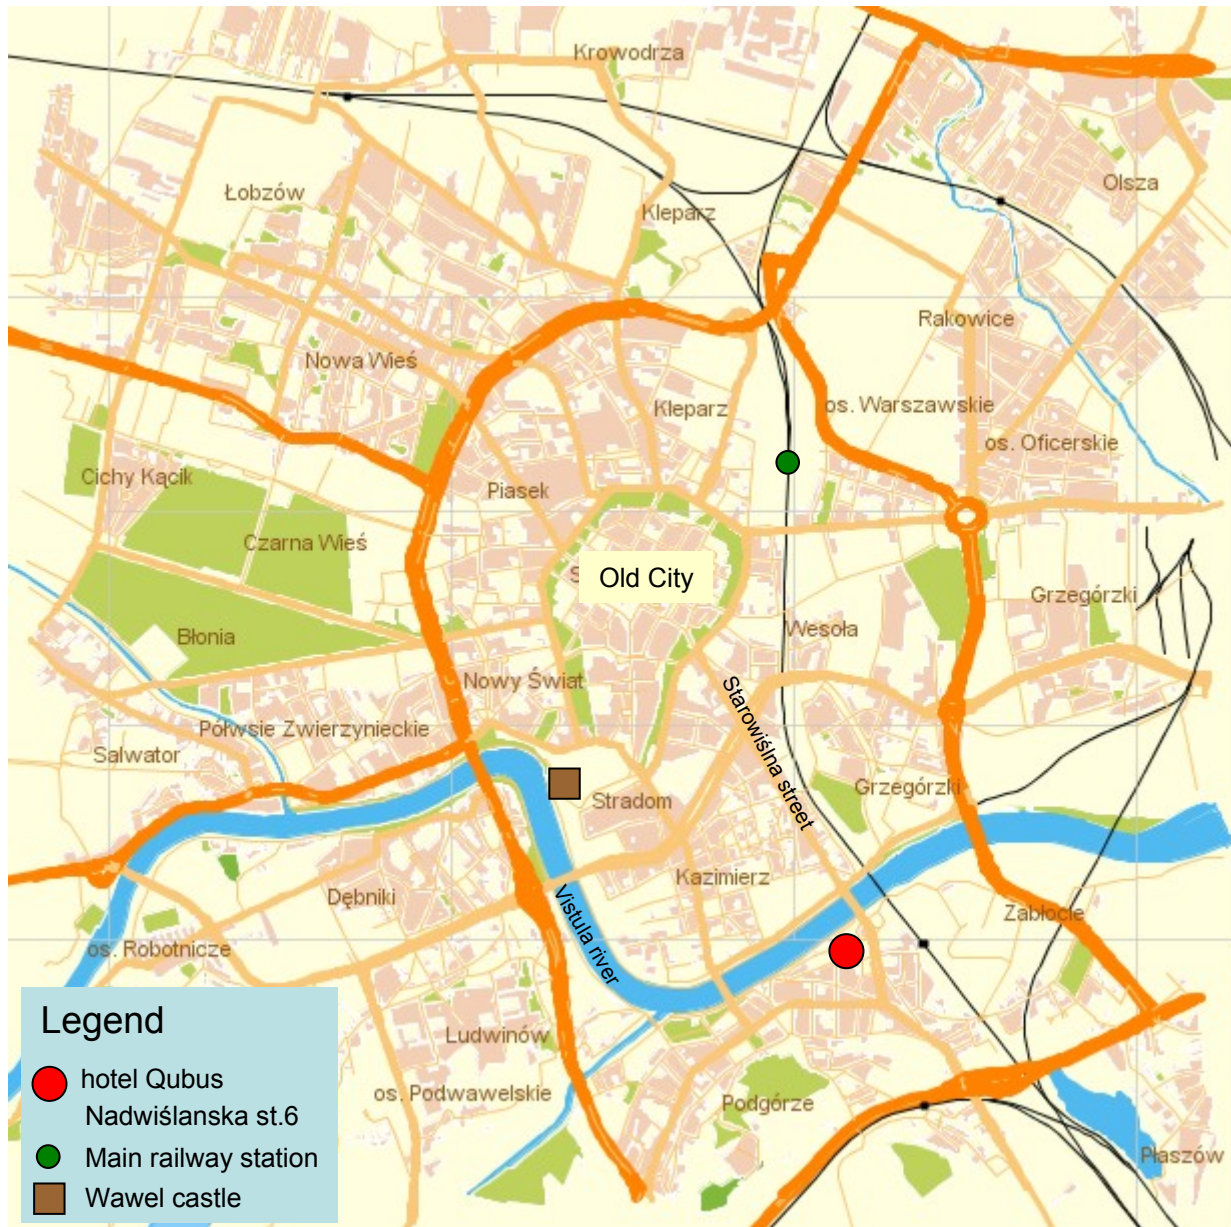 Krowodrza
Łobzów
Kleparz
Olsza
Rakowice
Nowa Wieś
Kleparz
os. Warszawskie
os. Oficerskie
Cichy Kącik
Piasek
Czarna Wieś
S
Old City
Grzegórzki
Błonia
Wesoła
Nowy Świat
Starowiślna street
Półwsie Zwierzynieckie
Salwator
Grzegórzki
Stradom
Kazimierz
Dębniki
Vistula river
Zabłocie
os. Robotnicze
Ludwinów
os. Podwawelskie
Podgórze
Płaszów
Legend
hotel Qubus
Nadwiślanska st.6
Main railway station
Wawel castle